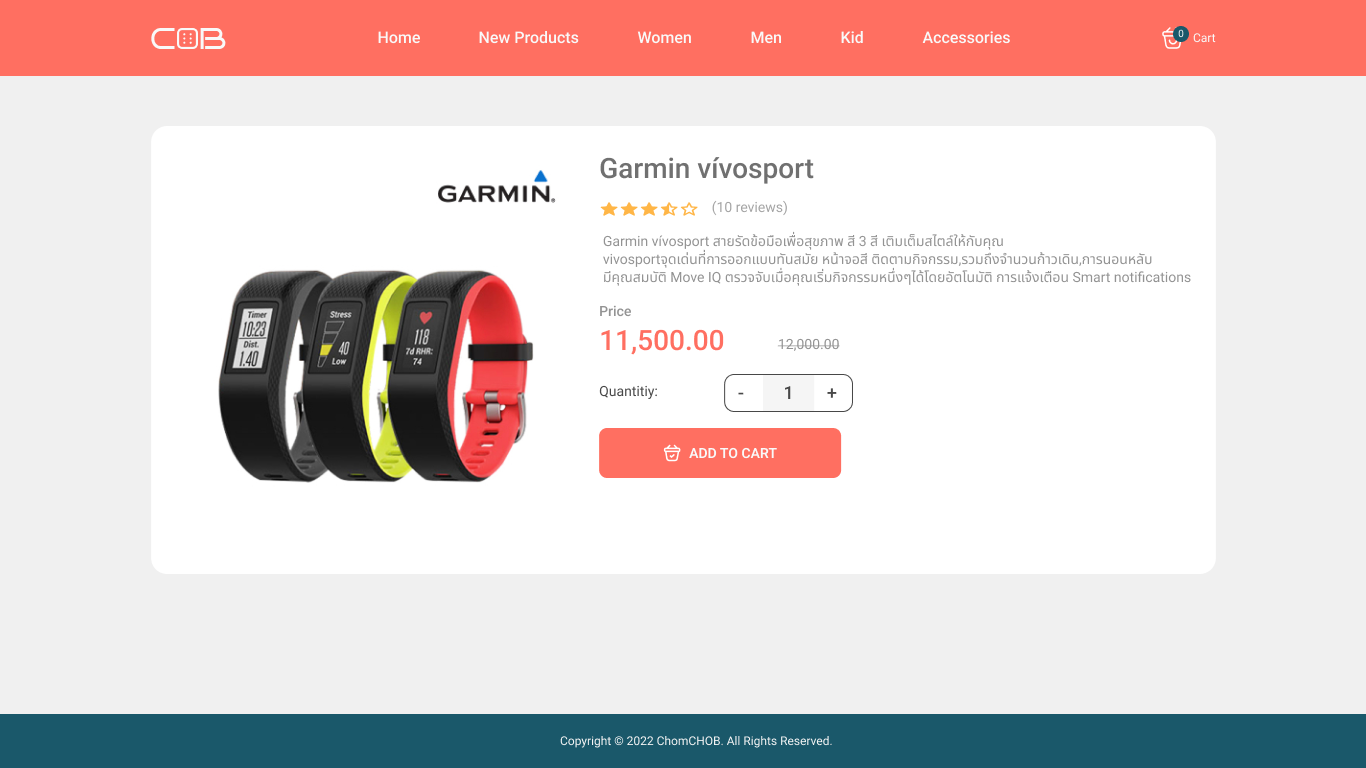 COB
Home
New Products
Women
Men
Kid
Accessories
0
Cart
GARMIN®
Timer
10:23
Dist.
1.40
Stress
40
Low
118
7d RHR:
74
Garmin vívosport
(10 reviews)
Garmin vívosport สายรัดข้อมือเพื่อสุขภาพ สี 3 สี เติมเต็มสไตล์ให้กับคุณ
vivosportจุดเด่นที่การออกแบบทันสมัย หน้าจอสี ติดตามกิจกรรม,รวมถึงจำนวนก้าวเดิน,การนอนหลับ
มีคุณสมบัติ Move IQ ตรวจจับเมื่อคุณเริ่มกิจกรรมหนึ่งๆได้โดยอัตโนมัติ การแจ้งเตือน Smart notifications
Price
11,500.00
12,000.00
Quantitiy:
- 1 +
ADD TO CART
Copyright © 2022 ChomCHOB. All Rights Reserved.